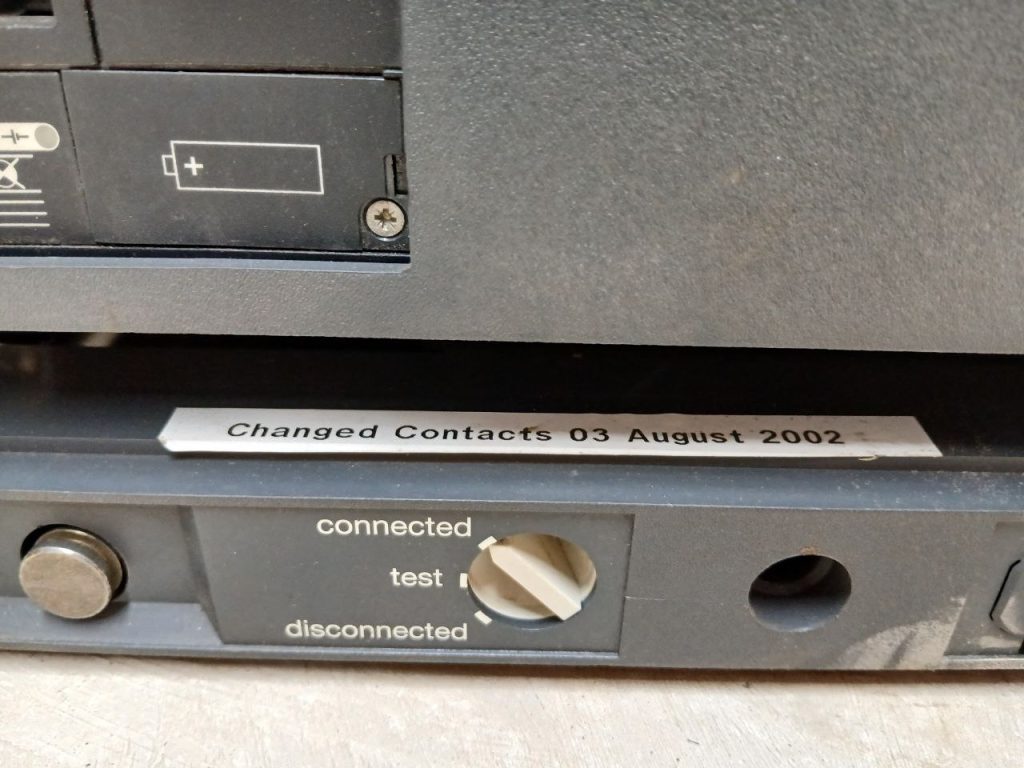 Changed Contacts 03 August 2002
connected
test
disconnected